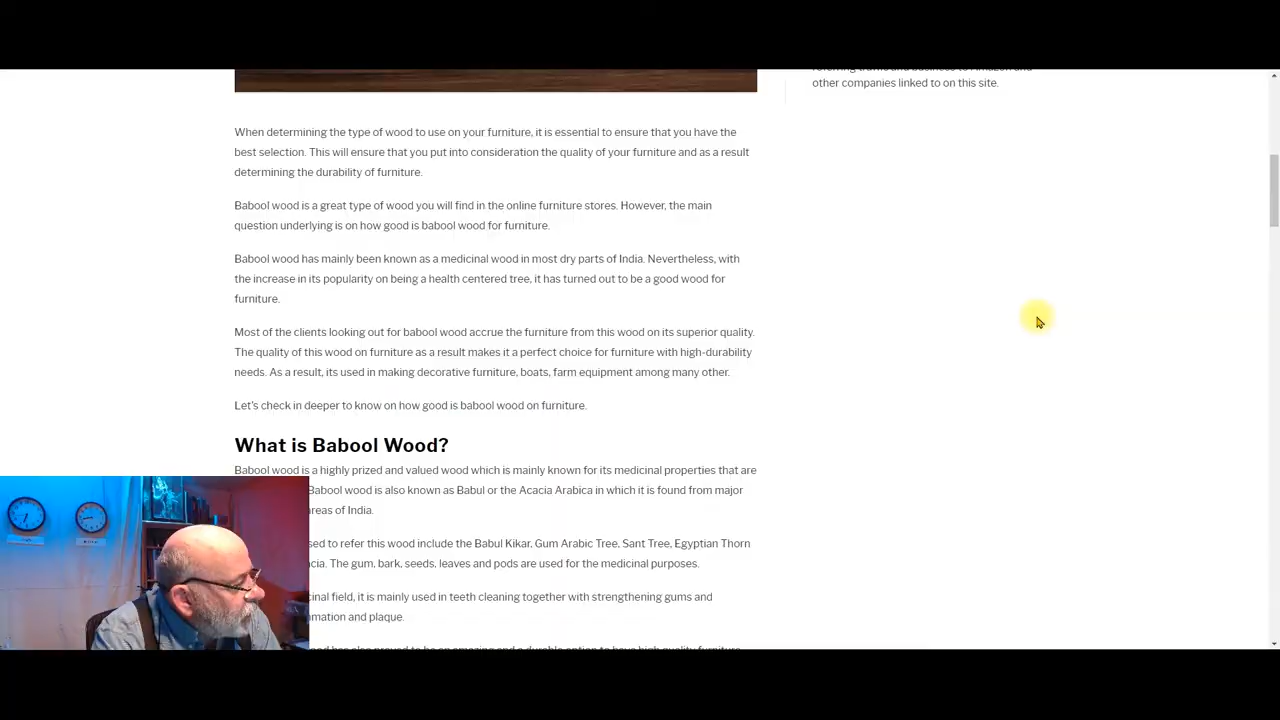 other companies linked to on this site.
When determining the type of wood to use on your furniture, it is essential to ensure that you have the
best selection. This will ensure that you put into consideration the quality of your furniture and as a result
determining the durability of furniture.
Babool wood is a great type of wood you will find in the online furniture stores. However, the main
question underlying is on how good is babool wood for furniture.
Babool wood has mainly been known as a medicinal wood in most dry parts of India. Nevertheless, with
the increase in its popularity on being a health centered tree, it has turned out to be a good wood for
furniture.
Most of the clients looking out for babool wood accrue the furniture from this wood on its superior quality.
The quality of this wood on furniture as a result makes it a perfect choice for furniture with high-durability
needs. As a result, its used in making decorative furniture, boats, farm equipment among many other.
Let's check in deeper to know on how good is babool wood on furniture.
What is Babool Wood?
Babool wood is a highly prized and valued wood which is mainly known for its medicinal properties that are
Babool wood is also known as Babul or the Acacia Arabica in which it is found from major
areas of India.
to refer this wood include the Babul Kikar, Gum Arabic Tree, Sant Tree, Egyptian Thorn
The gum, bark, seeds, leaves and pods are used for the medicinal purposes.
field, it is mainly used in teeth cleaning together with strengthening gums and
and plaque.